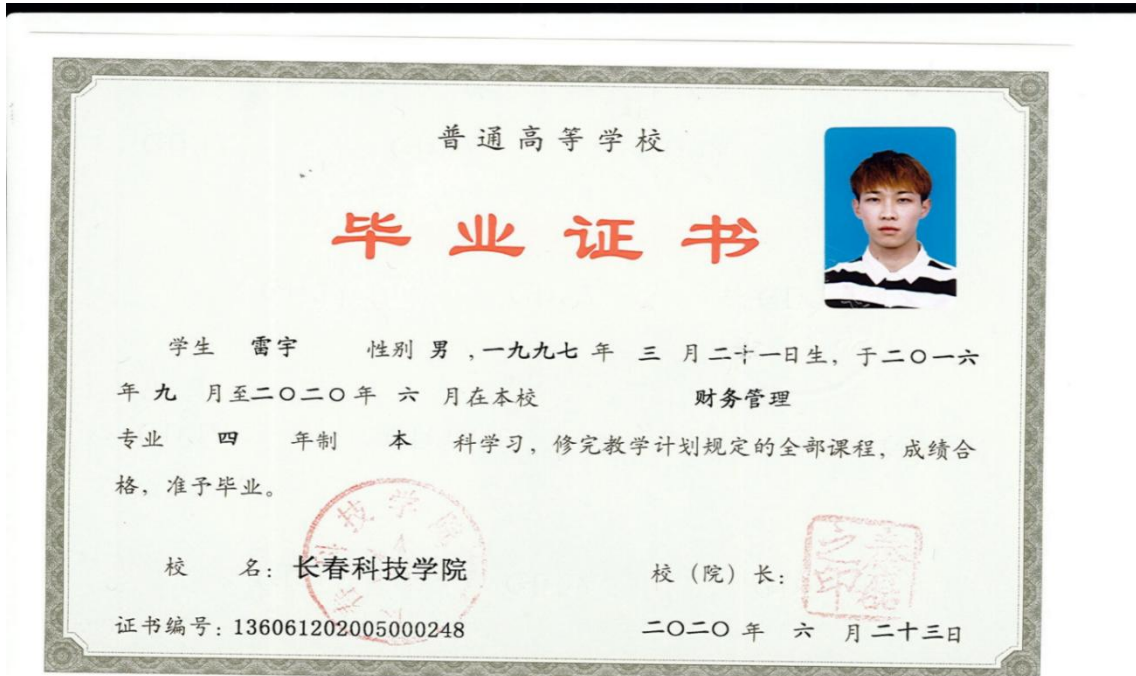 普通高等学校
毕业证书
学生 雷宇 性别 男 ,一九九七 年 三 月二十一日生, 于二〇一六
年 九 月至二〇二〇年 六 月在本校 财务管理
专业 四 年制 本 科学习, 修完教学计划规定的全部课程, 成绩合
格, 准予毕业。
校 名: 长春科技学院 校 (院) 长:
证书编号: 136061202005000248 二〇二〇 年 六 月二十三日